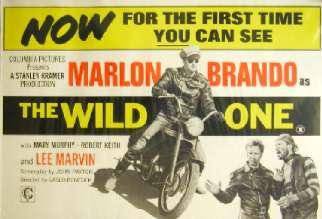 NOW FOR THE FIRST TIME
YOU CAN SEE
COLUMBIA PICTURES
Presents
A STANLEY KRAMER
PRODUCTION
MARLON BRANDO as
THE WILD ONE
X
with MARY MURPHY · ROBERT KEITH
and LEE MARVIN
Screenplay by JOHN PAXTON
Directed by LASLO BENEDEK